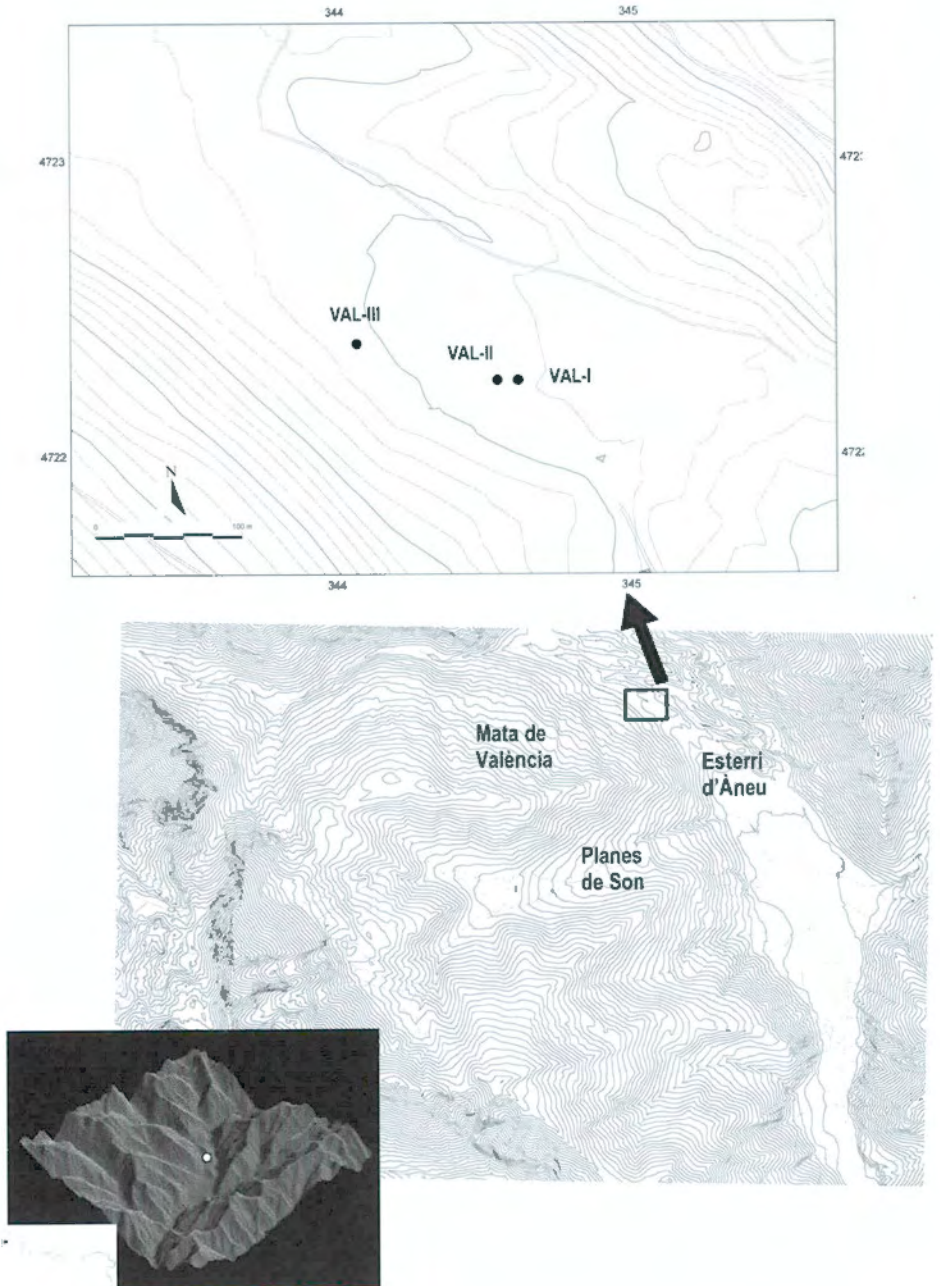 344 345
4723
VAL-III
VAL-II
VAL-I
4722
N
0 100 m
344 345
Mata de
València
Esterri
d'Àneu
Planes
de Son